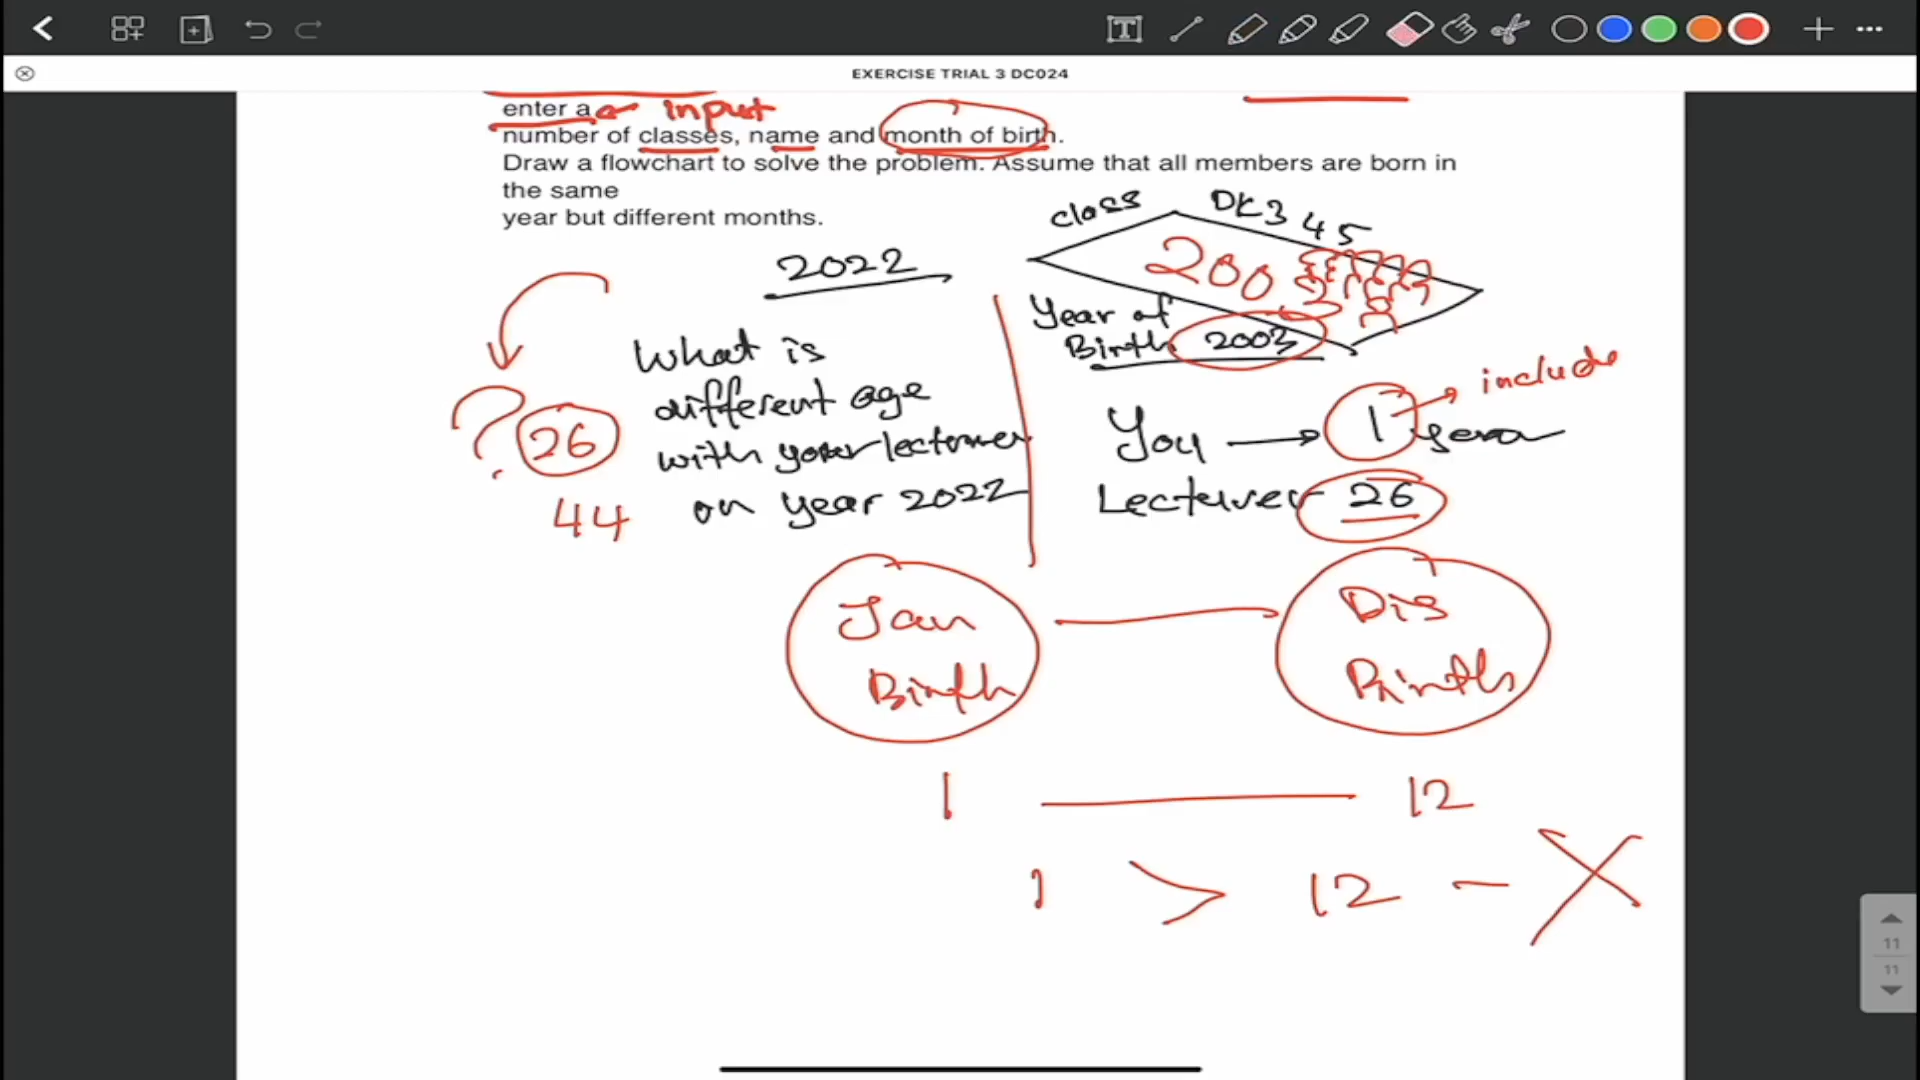 EXERCISE TRIAL 3 DC024
enter a input
number of classes, name and month of birth.
Draw a flowchart to solve the problem. Assume that all members are born in
the same
year but different months.
class DK3 4 5
2022
200
Year of
Birth 2003
What is
different age
with your lecturer
on year 2022
? 26
44
include
You 1
Lecturer 26
Jan
Birth
Dis
Birth
1 12
1 > 12 - X
11
11